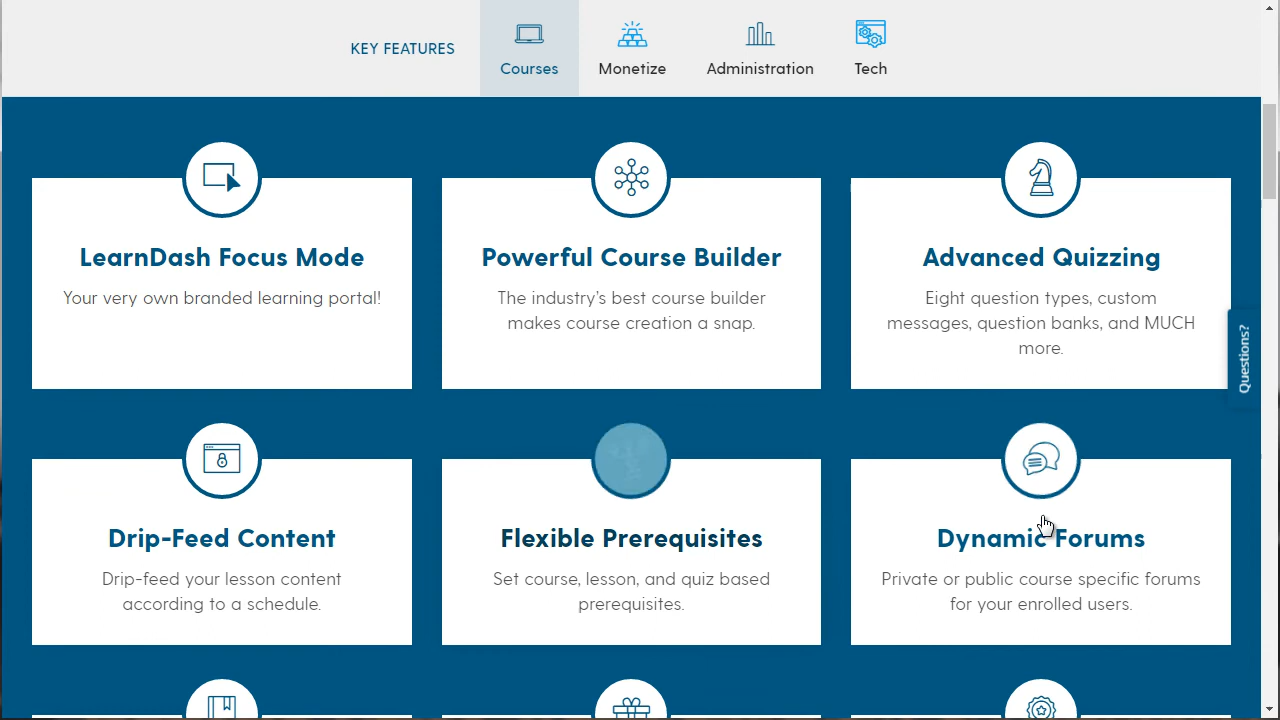 KEY FEATURES
Courses
Monetize
Administration
Tech
LearnDash Focus Mode
Your very own branded learning portal!
Powerful Course Builder
The industry's best course builder
makes course creation a snap.
Advanced Quizzing
Eight question types, custom
messages, question banks, and MUCH
more.
Questions?
Drip-Feed Content
Drip-feed your lesson content
according to a schedule.
Flexible Prerequisites
Set course, lesson, and quiz based
prerequisites.
Dynamic Forums
Private or public course specific forums
for your enrolled users.